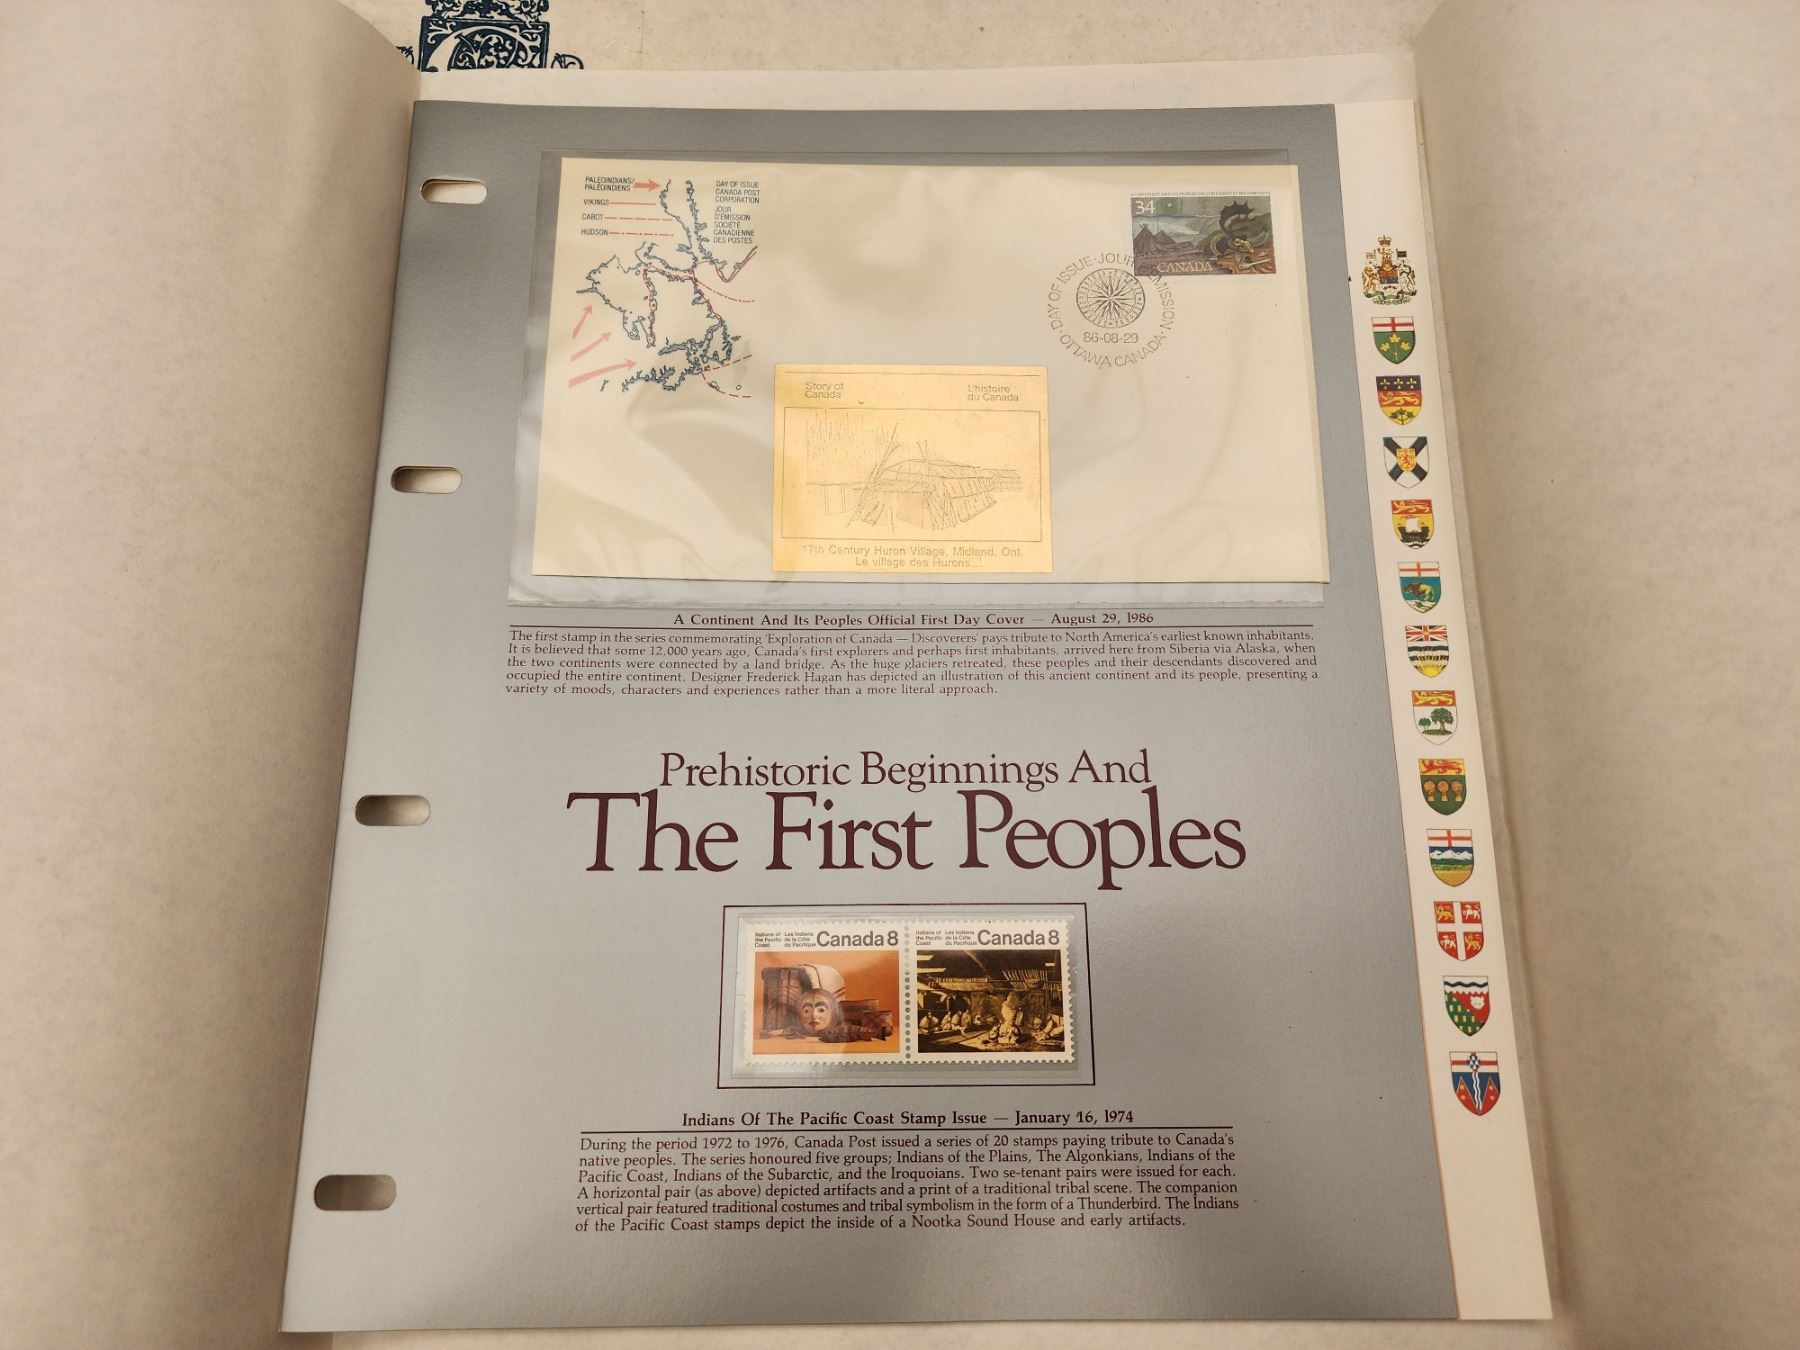 PALEOINDIANS/
PALÉOINDIENS
VIKINGS
CABOT
HUDSON
DAY OF ISSUE
CANADA POST
CORPORATION
JOUR
D'ÉMISSION
SOCIÉTÉ
CANADIENNE
DES POSTES
34
CANADA
DAY OF ISSUE · JOUR MISSION
86-08-29
OTTAWA, CANADA
Story of
Canada
L'histoire
du Canada
17th Century Huron Village, Midland, Ont.
Le village des Hurons
A Continent And Its Peoples Official First Day Cover — August 29, 1986
The first stamp in the series commemorating 'Exploration of Canada — Discoverers' pays tribute to North America's earliest known inhabitants.
It is believed that some 12,000 years ago, Canada's first explorers and perhaps first inhabitants, arrived here from Siberia via Alaska, when
the two continents were connected by a land bridge. As the huge glaciers retreated, these peoples and their descendants discovered and
occupied the entire continent. Designer Frederick Hagan has depicted an illustration of this ancient continent and its people, presenting a
variety of moods, characters and experiences rather than a more literal approach.
Prehistoric Beginnings And
The First Peoples
Indians of
the Pacific
Coast
Les Indiens
de la Côte
du Pacifique
Canada 8
Indians of
the Pacific
Coast
Les Indiens
de la Côte
du Pacifique
Canada 8
Indians Of The Pacific Coast Stamp Issue — January 16, 1974
During the period 1972 to 1976, Canada Post issued a series of 20 stamps paying tribute to Canada's
native peoples. The series honoured five groups; Indians of the Plains, The Algonkians, Indians of the
Pacific Coast, Indians of the Subarctic, and the Iroquoians. Two se-tenant pairs were issued for each.
A horizontal pair (as above) depicted artifacts and a print of a traditional tribal scene. The companion
vertical pair featured traditional costumes and tribal symbolism in the form of a Thunderbird. The Indians
of the Pacific Coast stamps depict the inside of a Nootka Sound House and early artifacts.